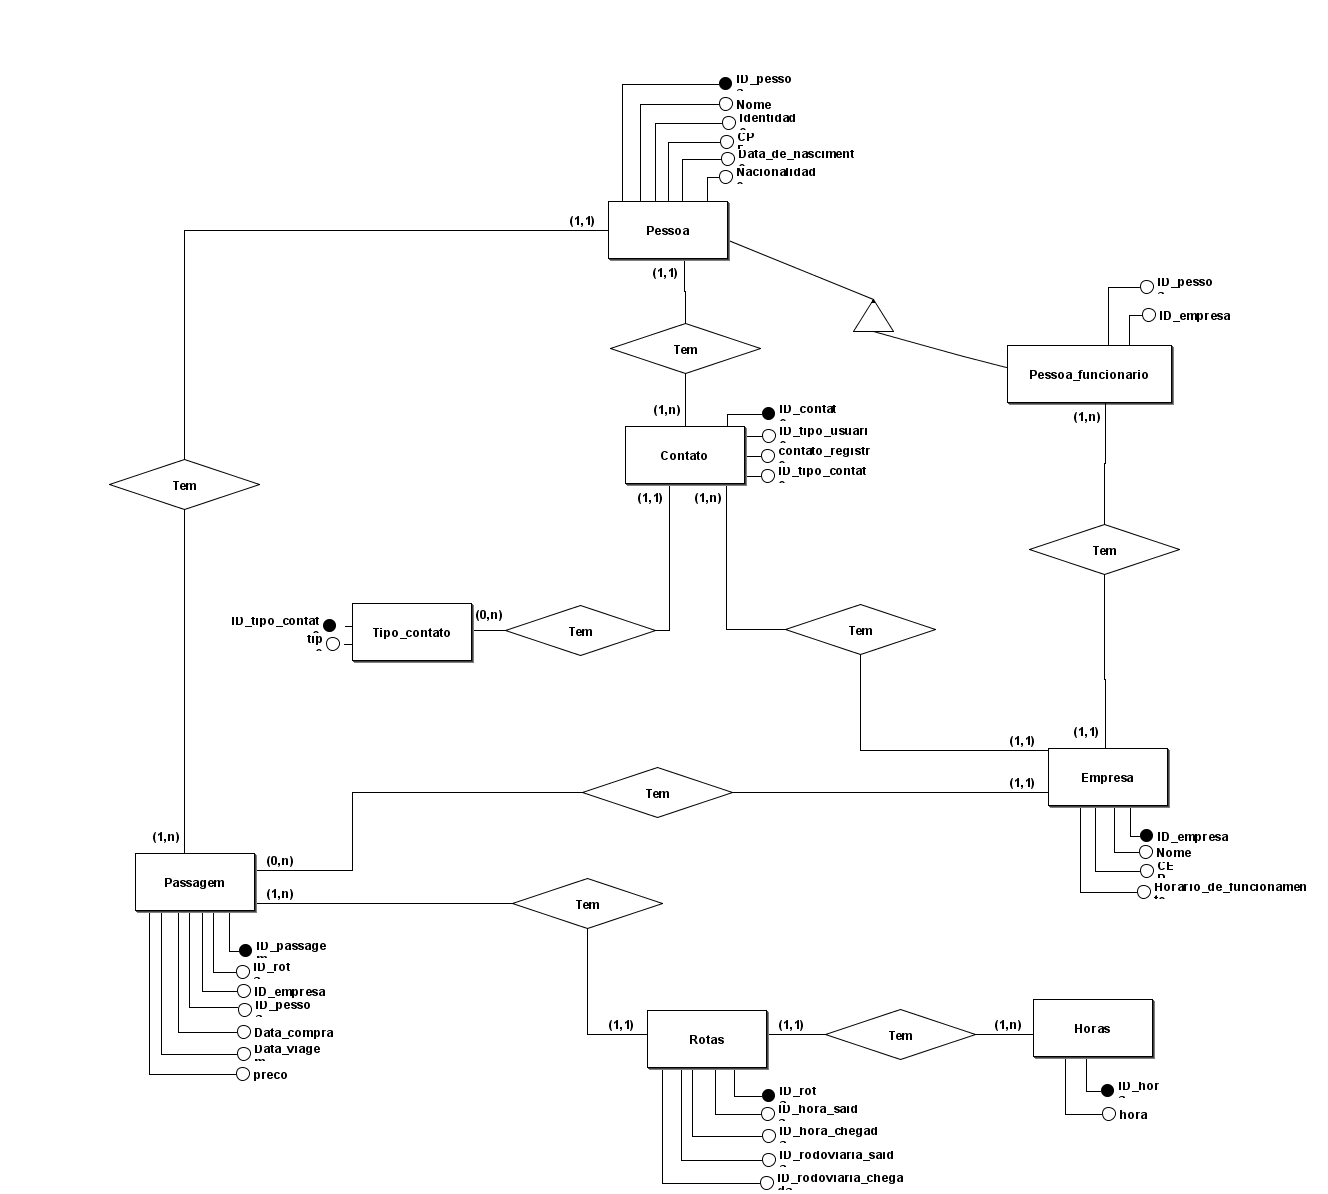 ID_pesso
Nome
Identidad
CP
Data_de_nasciment
Nacionalidad
(1,1)
Pessoa
(1,1)
ID_pesso
ID_empresa
Tem
Pessoa_funcionario
(1,n)
(1,n)
ID_contat
ID_tipo_usuari
contato_registr
ID_tipo_contat
Contato
Tem
(1,1)
(1,n)
Tem
ID_tipo_contat
tip
Tipo_contato
(0,n)
Tem
Tem
(1,1)
(1,1)
Empresa
(1,1)
Tem
(1,n)
(0,n)
Passagem
(1,n)
Tem
ID_empresa
Nome
CE
Horario_de_funcionamen
ID_passage
ID_rot
ID_empresa
ID_pesso
Data_compra
Data_viage
preco
(1,1)
Rotas
(1,1)
Tem
(1,n)
Horas
ID_rot
ID_hora_said
ID_hora_chegad
ID_rodoviaria_said
ID_rodoviaria_chega
ID_hor
hora